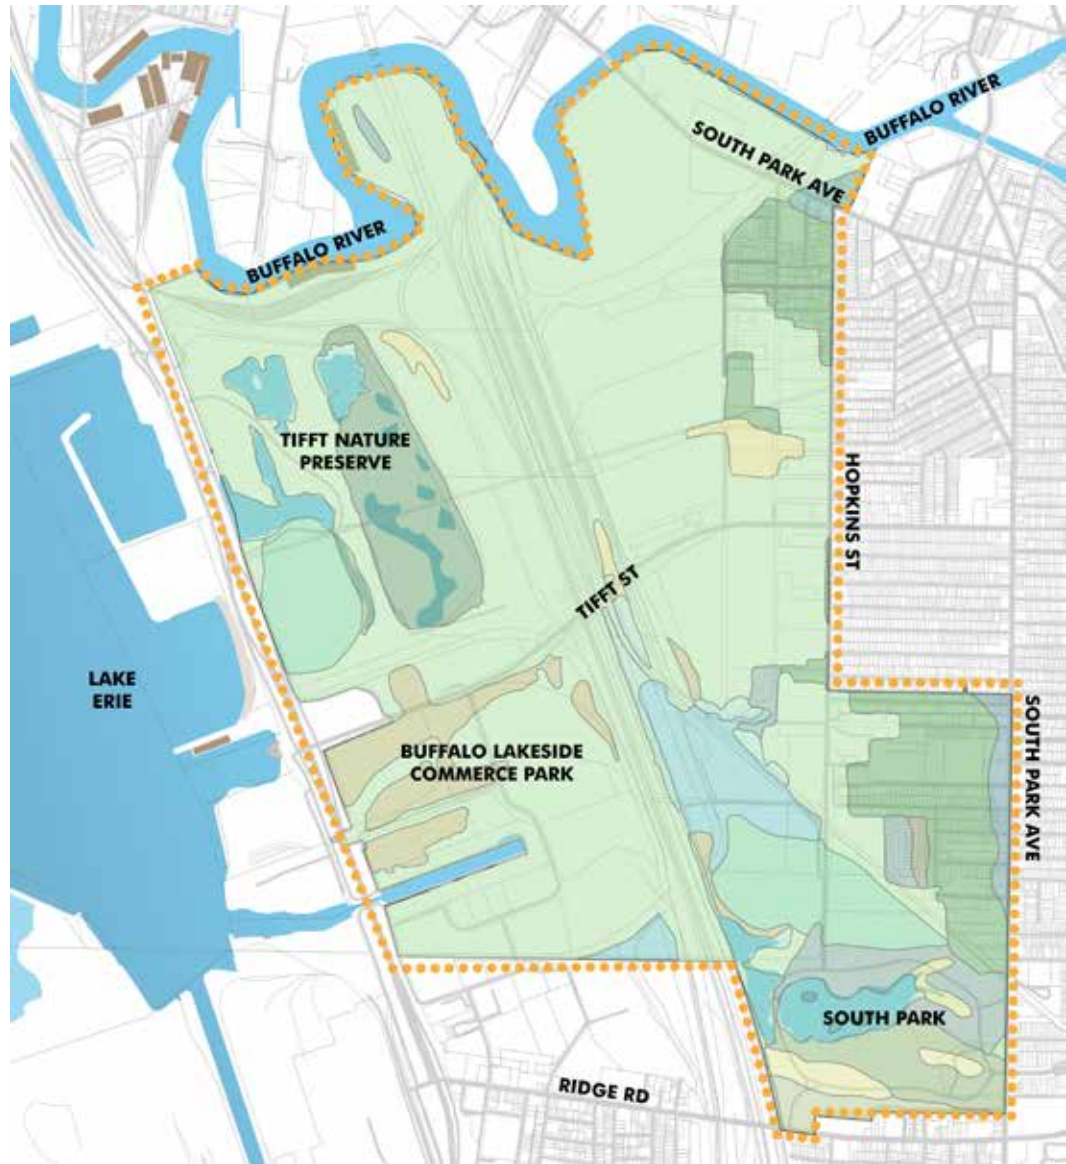 BUFFALO RIVER
SOUTH PARK AVE
BUFFALO RIVER
TIFFT NATURE
PRESERVE
HOPKINS ST
TIFFT ST
LAKE
ERIE
BUFFALO LAKESIDE
COMMERCE PARK
SOUTH PARK AVE
SOUTH PARK
RIDGE RD